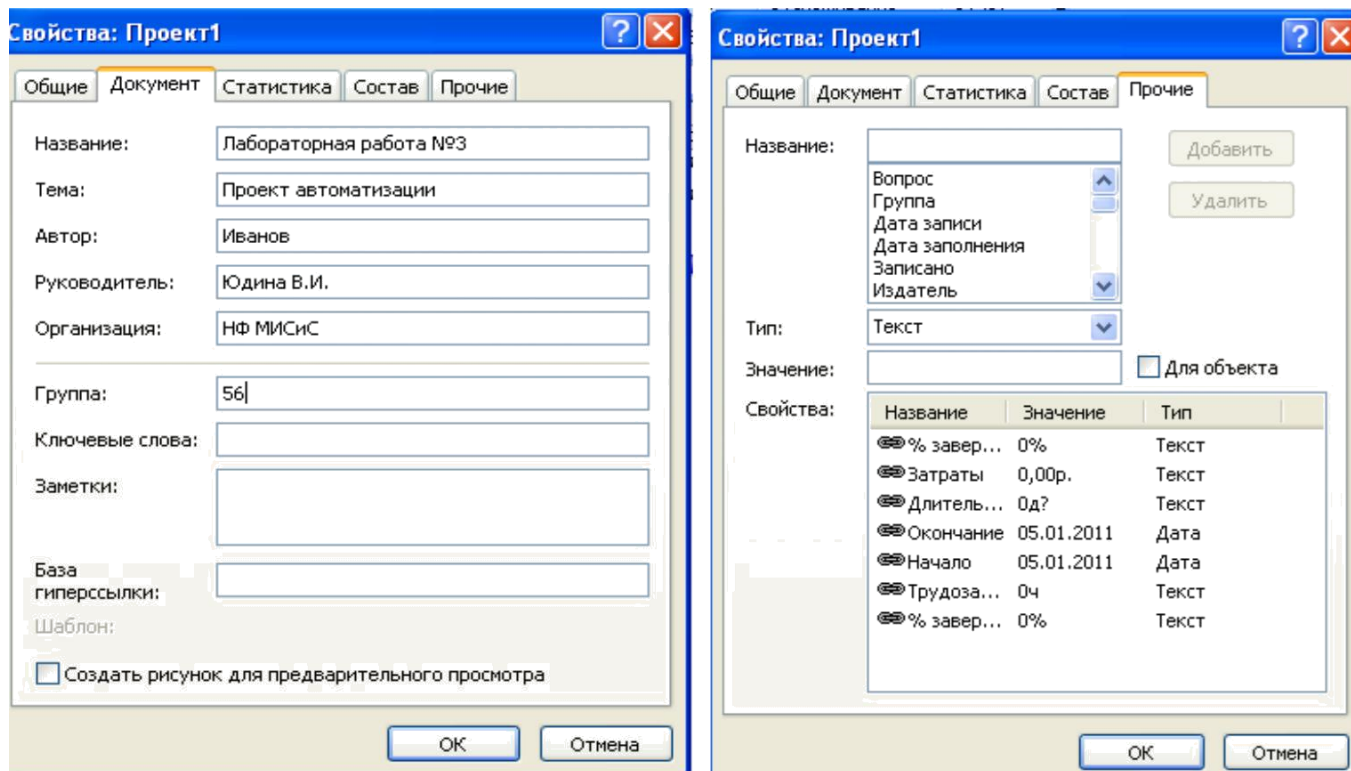 Свойства: Проект1
Общие Документ Статистика Состав Прочие
Название: Лабораторная работа №3
Тема: Проект автоматизации
Автор: Иванов
Руководитель: Юдина В.И.
Организация: НФ МИСиС
Группа: 56
Ключевые слова:
Заметки:
База
гиперссылки:
Шаблон:
Создать рисунок для предварительного просмотра
ОК Отмена
Свойства: Проект1
Общие Документ Статистика Состав Прочие
Название: Добавить
Вопрос
Группа Удалить
Дата записи
Дата заполнения
Записано
Издатель
Тип: Текст
Значение: Для объекта
Свойства: Название Значение Тип
% завер... 0% Текст
Затраты 0,00р. Текст
Длитель... 0д? Текст
Окончание 05.01.2011 Дата
Начало 05.01.2011 Дата
Трудоза... 0ч Текст
% завер... 0% Текст
ОК Отмена